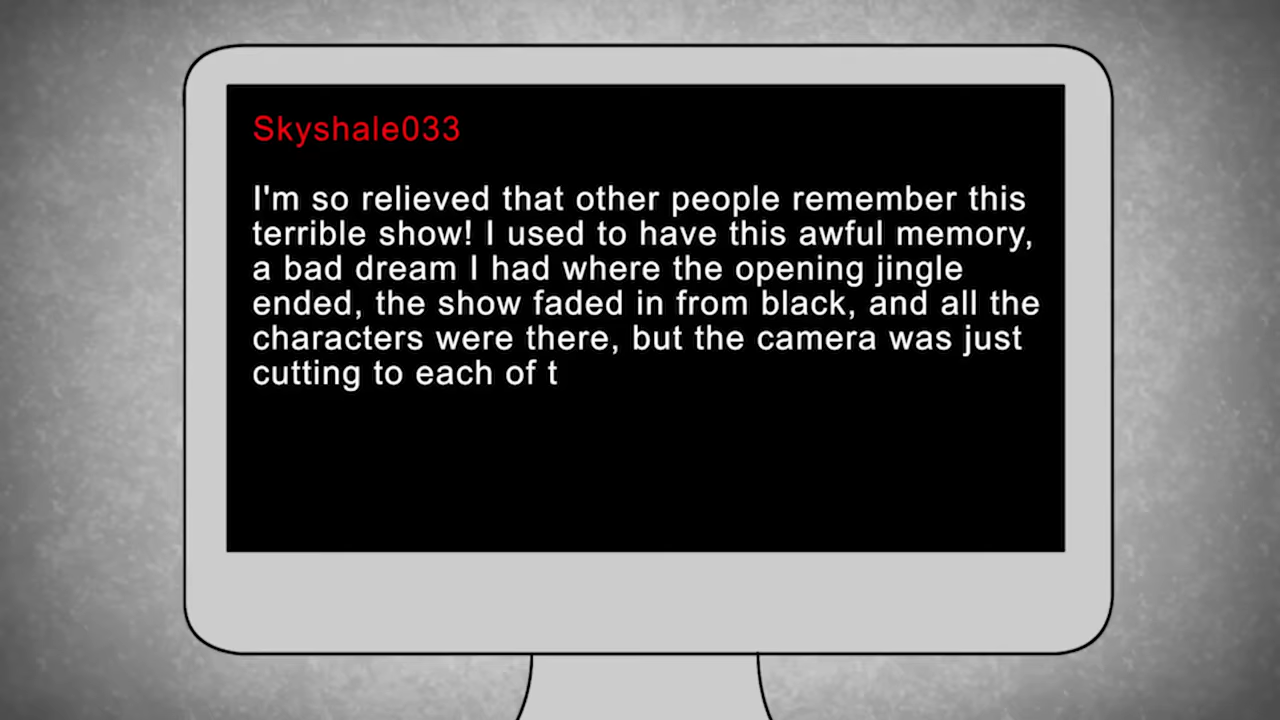 Skyshale033
I'm so relieved that other people remember this
terrible show! I used to have this awful memory,
a bad dream I had where the opening jingle
ended, the show faded in from black, and all the
characters were there, but the camera was just
cutting to each of t